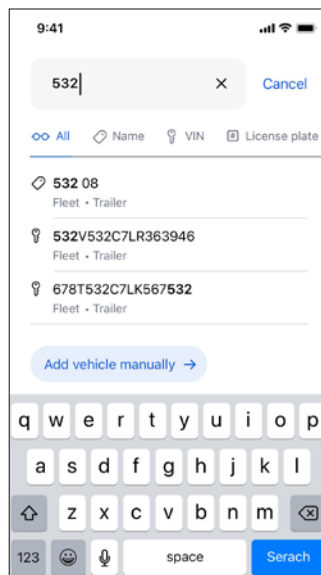 9:41
532
Cancel
All Name VIN # License plate
532 08
Fleet • Trailer
532V532C7LR363946
Fleet • Trailer
678T532C7LK567532
Fleet • Trailer
Add vehicle manually →
q w e r t y u i o p
a s d f g h j k l
z x c v b n m
123 space Serach